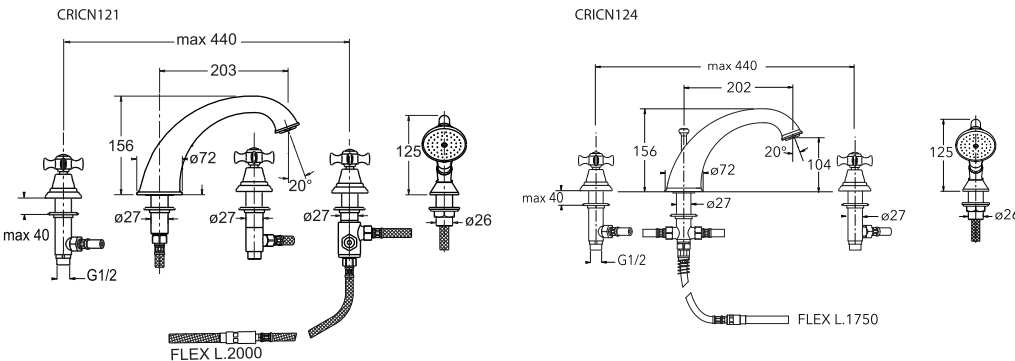 CRICN121
max 440
203
156
ø72
20°
125
ø27
ø27
ø27
ø26
max 40
G1/2
FLEX L.2000
CRICN124
max 440
202
156
ø72
20°
104
125
max 40
ø27
ø27
ø26
G1/2
FLEX L.1750